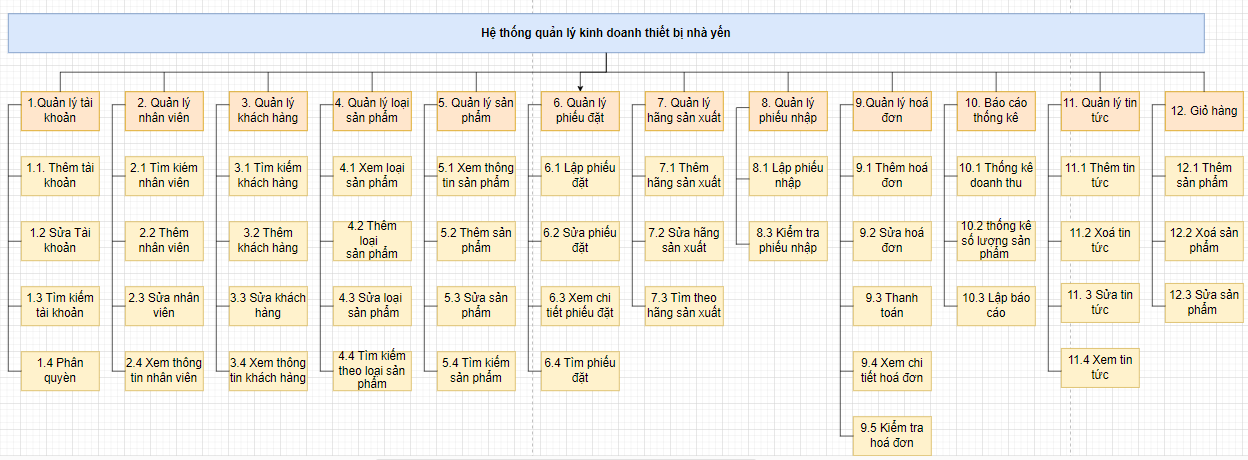 Hệ thống quản lý kinh doanh thiết bị nhà yến
1.Quản lý tài
khoản
1.1. Thêm tài
khoản
1.2 Sửa Tài
khoản
1.3 Tìm kiếm
tài khoản
1.4 Phân
quyèn
2. Quản lý
nhân viên
2.1 Tìm kiém
nhân viên
2.2 Thêm
nhân viên
2.3 Sửa nhân
viên
2.4 Xem thông
tin nhân viên
3. Quản lý
khách hàng
3.1 Tìm kiếm
khách hàng
3.2 Thêm
khách hàng
3.3 Sửa khách
hàng
3.4 Xem thông
tin khách hàng
4. Quản lý loại
sản phẩm
4.1 Xem loại
sản phẩm
4.2 Thêm
loại
sản phẩm
4.3 Sửa loại
sản phẩm
4.4 Tìm kiếm
theo loại sản
phẩm
5. Quản lý sản
phẩm
5.1 Xem thông
tin sản phẩm
5.2 Thêm sản
phẩm
5.3 Sửa sản
phẩm
5.4 Tìm kiếm
sản phẩm
6. Quản lý
phiếu đặt
6.1 Lập phiếu
đặt
6.2 Sửa phiếu
đặt
6.3 Xem chi
tiết phiếu đặt
6.4 Tìm phiếu
đặt
7. Quản lý
hãng sản xuất
7.1 Thêm
hãng sản xuất
7.2 Sửa hãng
sản xuất
7.3 Tìm theo
hãng sản xuất
8. Quản lý
phiếu nhập
8.1 Lập phiếu
nhập
8.3 Kiểm tra
phiếu nhập
9.Quản lý hoá
đơn
9.1 Thêm hoá
đơn
9.2 Sửa hoá
đơn
9.3 Thanh
toán
9.4 Xem chi
tiết hoá đơn
9.5 Kiểm tra
hoá đơn
10. Báo cáo
thống kê
10.1 Thống kê
doanh thu
10.2 thống kê
số lượng sản
phẩm
10.3 Lập báo
cáo
11. Quản lý tin
tức
11.1 Thêm tin
tức
11.2 Xoá tin
tức
11. 3 Sửa tin
tức
11.4 Xem tin
tức
12. Giỏ hàng
12.1 Thêm
sản phẩm
12.2 Xoá sản
phẩm
12.3 Sửa sản
phẩm